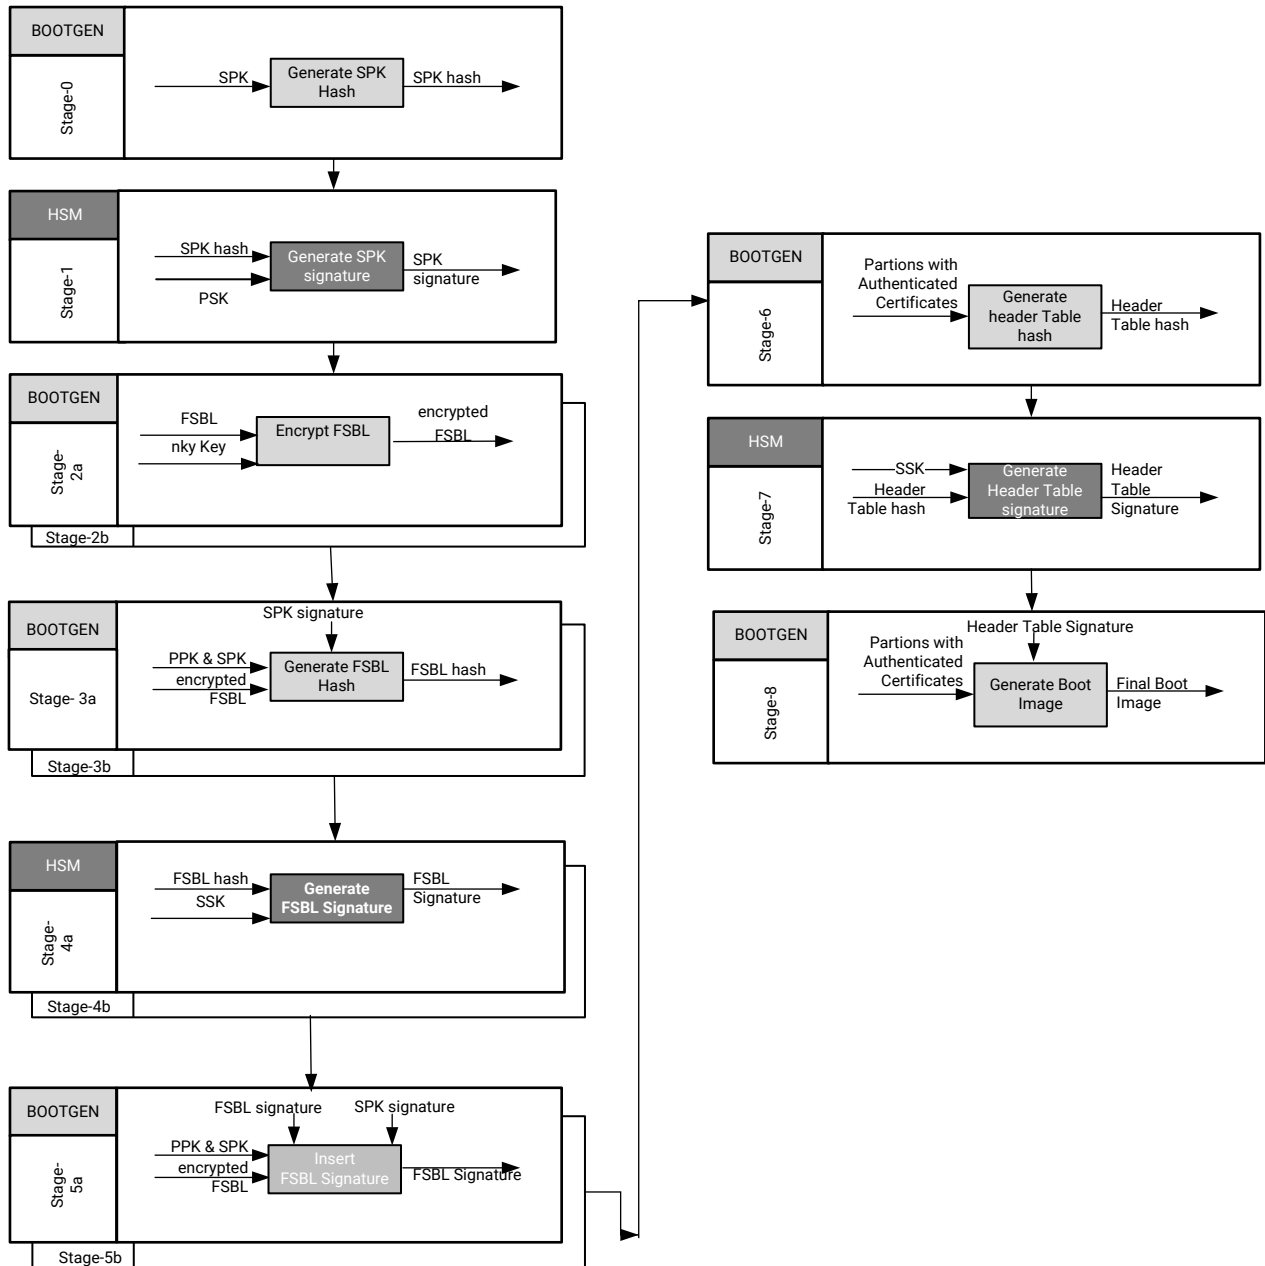 BOOTGEN
Stage-0
SPK
Generate SPK
Hash
SPK hash
HSM
Stage-1
SPK hash
PSK
Generate SPK
signature
SPK
signature
BOOTGEN
Stage-
2a
FSBL
nky Key
Encrypt FSBL
encrypted
FSBL
Stage-2b
BOOTGEN
Stage- 3a
SPK signature
PPK & SPK
encrypted
FSBL
Generate FSBL
Hash
FSBL hash
Stage-3b
HSM
Stage-
4a
FSBL hash
SSK
Generate
FSBL Signature
FSBL
Signature
Stage-4b
BOOTGEN
Stage-
5a
FSBL signature
SPK signature
PPK & SPK
encrypted
FSBL
Insert
FSBL Signature
FSBL Signature
Stage-5b
BOOTGEN
Stage-6
Partions with
Authenticated
Certificates
Generate
header Table
hash
Header
Table hash
HSM
Stage-7
SSK
Header
Table hash
Generate
Header Table
signature
Header
Table
Signature
BOOTGEN
Stage-8
Header Table Signature
Partions with
Authenticated
Certificates
Generate Boot
Image
Final Boot
Image